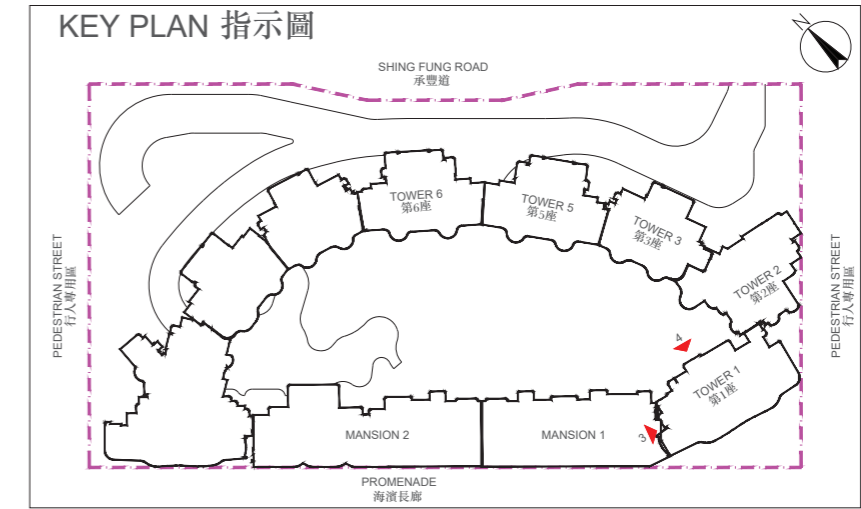 KEY PLAN 指示圖
N
SHING FUNG ROAD
承豐道
TOWER 6
第6座
TOWER 5
第5座
TOWER 3
第3座
TOWER 2
第2座
PEDESTRIAN STREET
行人專用區
PEDESTRIAN STREET
行人專用區
4
TOWER 1
第1座
MANSION 2
MANSION 1
3
PROMENADE
海濱長廊